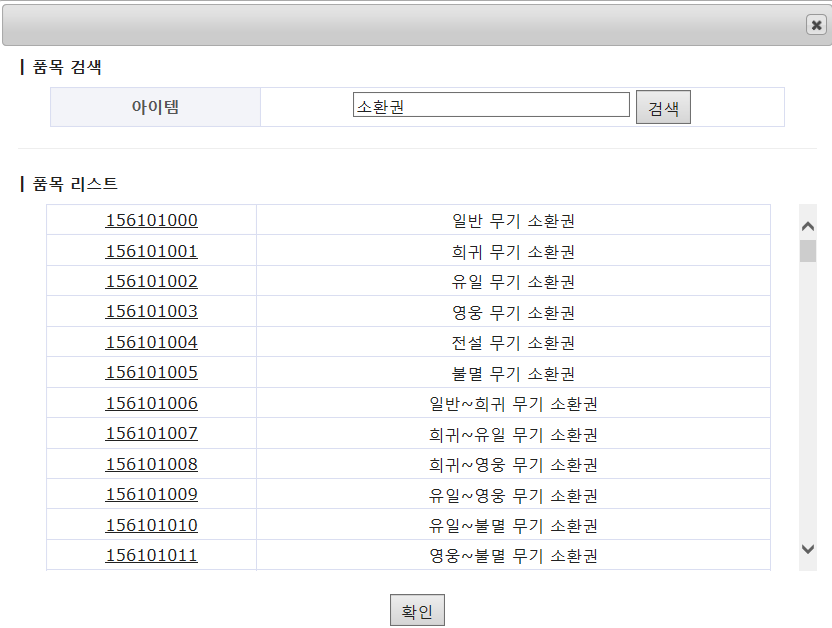 품목 검색
아이템 소환권 검색
품목 리스트
156101000 일반 무기 소환권
156101001 희귀 무기 소환권
156101002 유일 무기 소환권
156101003 영웅 무기 소환권
156101004 전설 무기 소환권
156101005 불멸 무기 소환권
156101006 일반~희귀 무기 소환권
156101007 희귀~유일 무기 소환권
156101008 희귀~영웅 무기 소환권
156101009 유일~영웅 무기 소환권
156101010 유일~불멸 무기 소환권
156101011 영웅~불멸 무기 소환권
확인